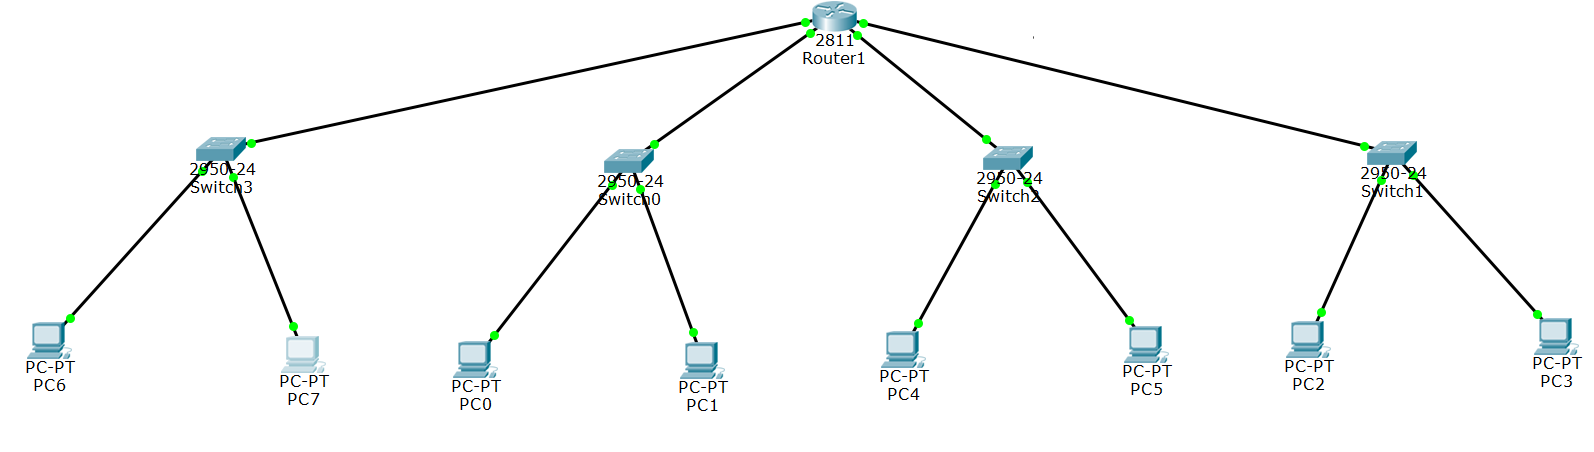 2811
Router1
2950-24
Switch3
2950-24
Switch0
2950-24
Switch2
2950-24
Switch1
PC-PT
PC6
PC-PT
PC7
PC-PT
PC0
PC-PT
PC1
PC-PT
PC4
PC-PT
PC5
PC-PT
PC2
PC-PT
PC3